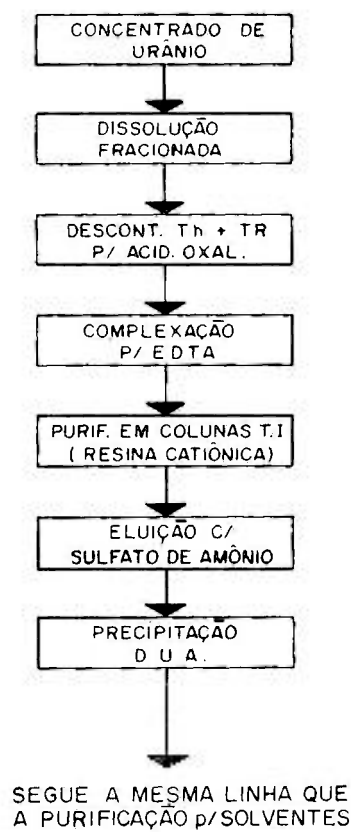 CONCENTRADO DE
URÂNIO
DISSOLUÇÃO
FRACIONADA
DESCONT. Th + TR
P/ ACID. OXAL.
COMPLEXAÇÃO
P/ EDTA
PURIF. EM COLUNAS T.I
( RESINA CATIÔNICA)
ELUIÇÃO C/
SULFATO DE AMÔNIO
PRECIPITAÇÃO
D U A.
SEGUE A MESMA LINHA QUE
A PURIFICAÇÃO p/ SOLVENTES